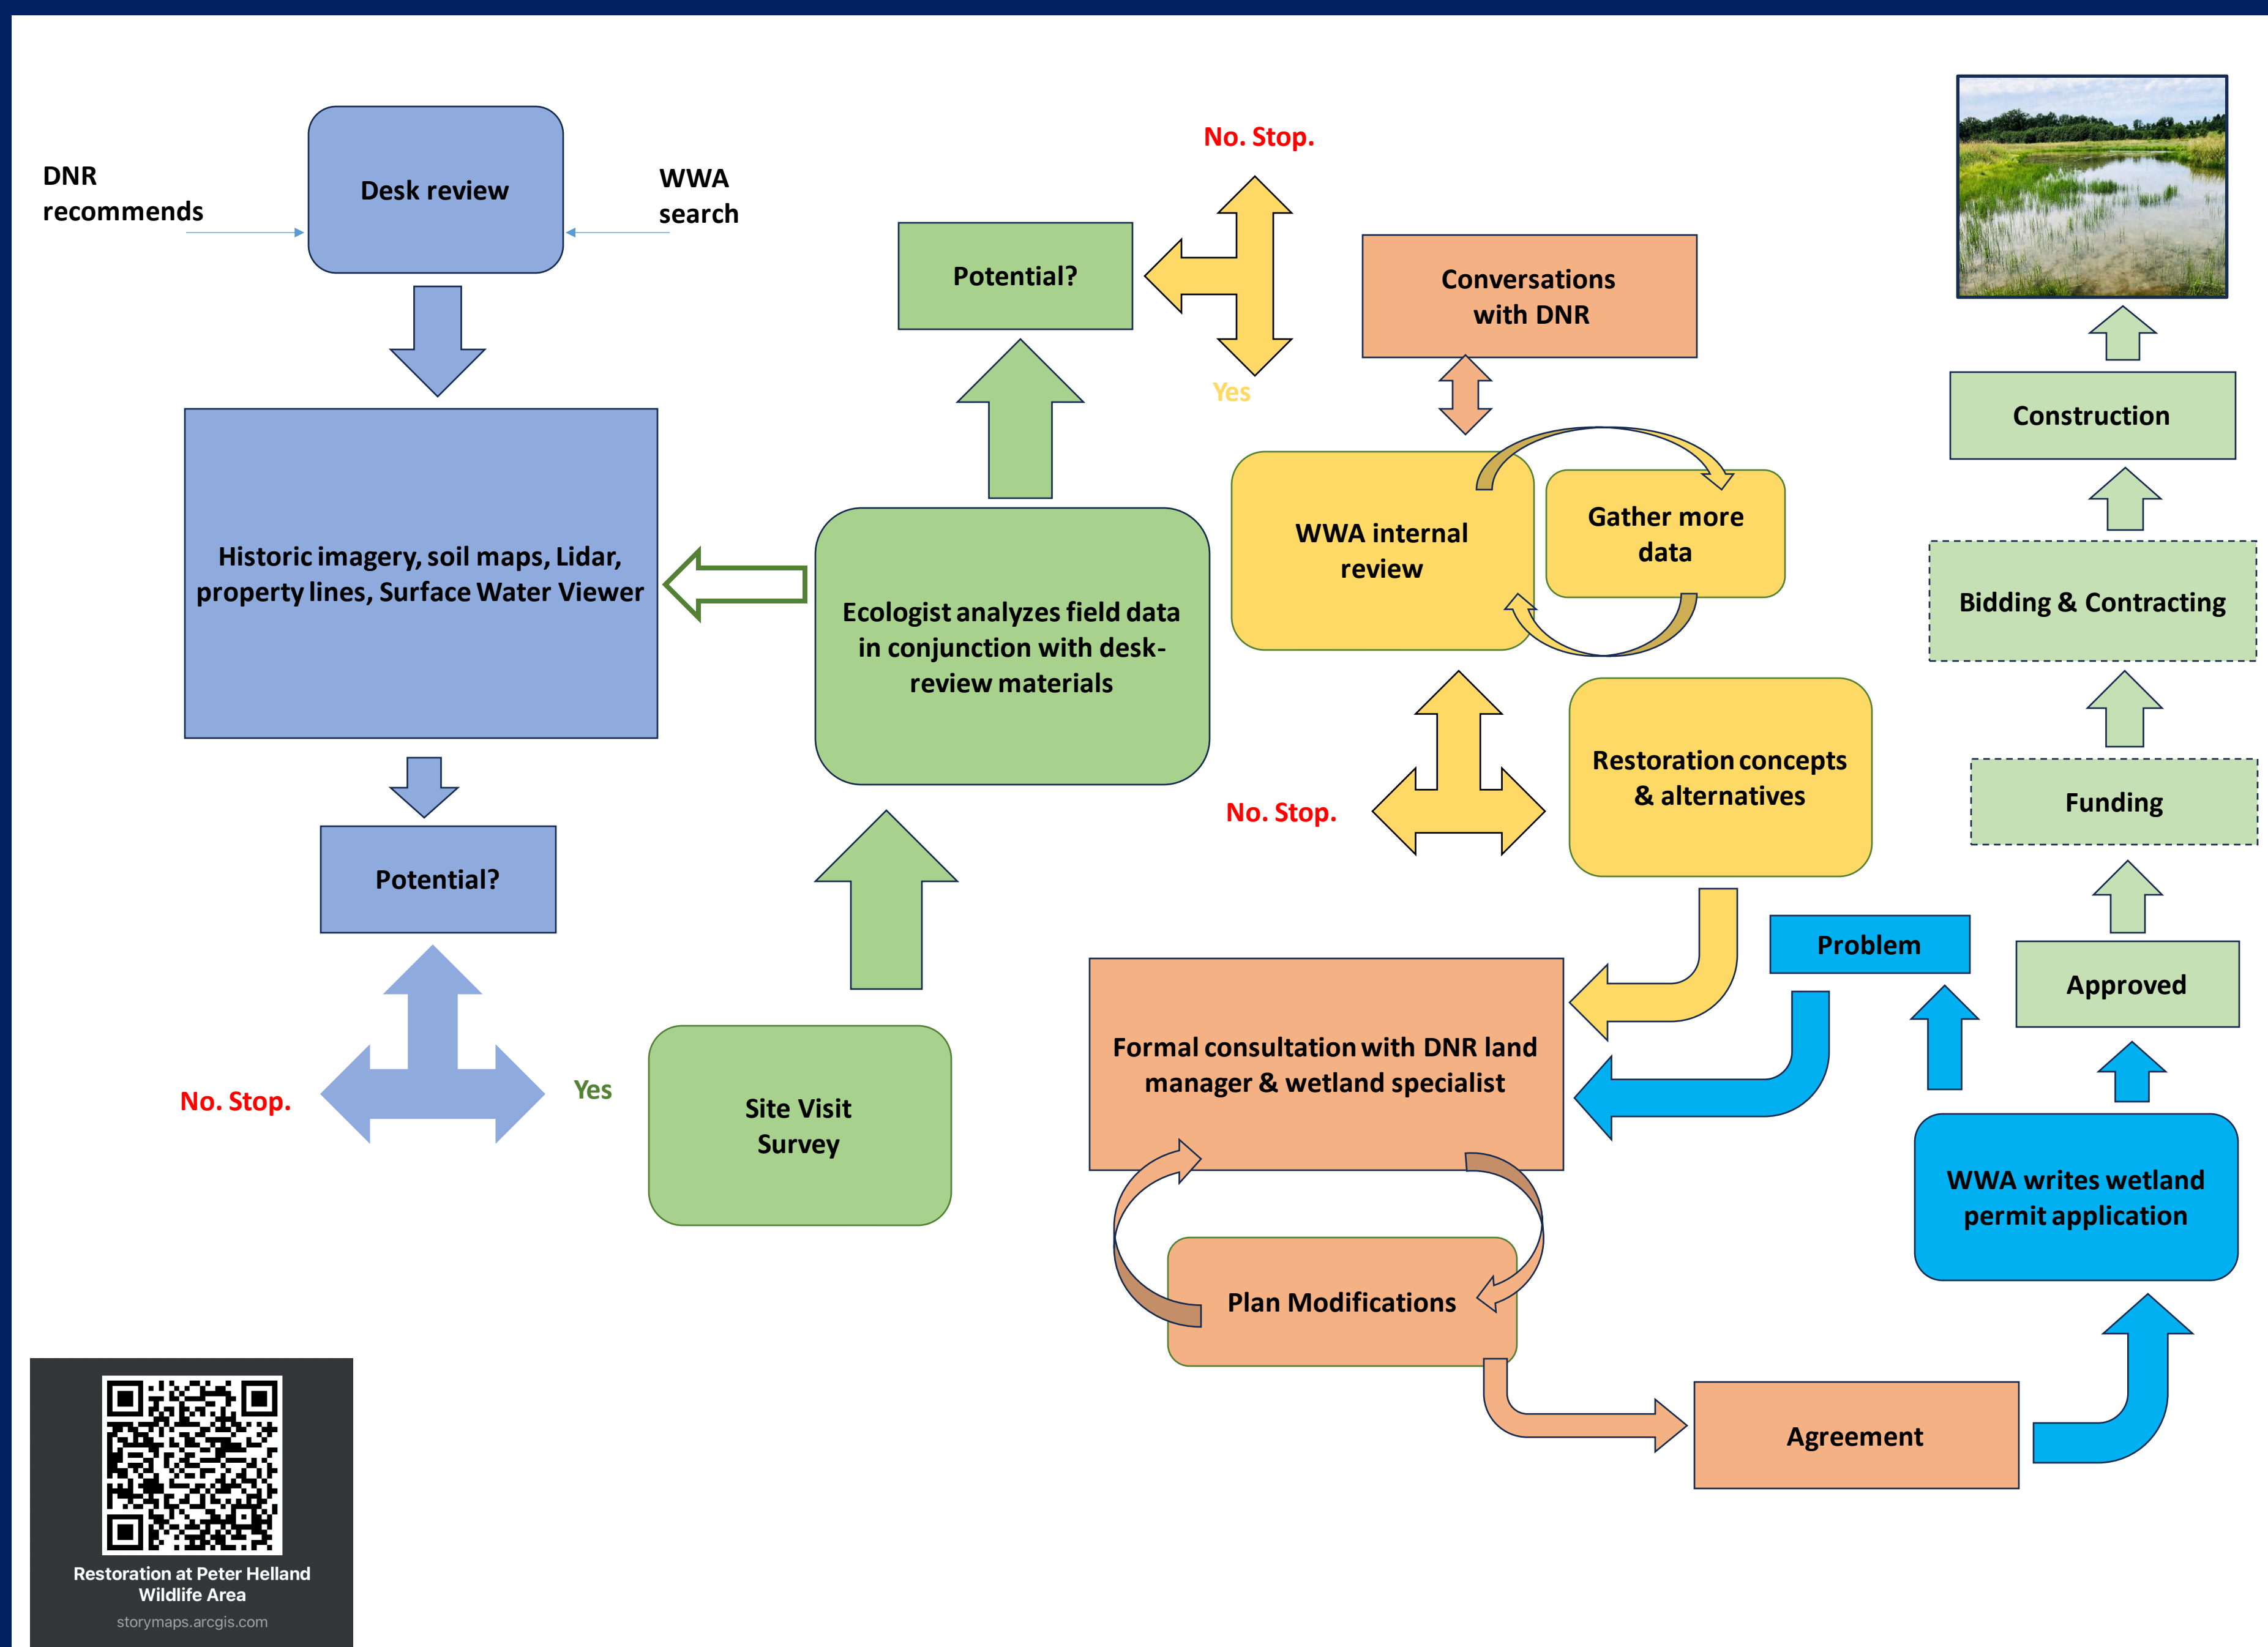 DNR
recommends
Desk review
WWA
search
Historic imagery, soil maps, Lidar,
property lines, Surface Water Viewer
Potential?
No. Stop.
Yes
Site Visit
Survey
Ecologist analyzes field data
in conjunction with desk-
review materials
Potential?
No. Stop.
Yes
Conversations
with DNR
WWA internal
review
Gather more
data
No. Stop.
Restoration concepts
& alternatives
Formal consultation with DNR land
manager & wetland specialist
Plan Modifications
Agreement
WWA writes wetland
permit application
Problem
Approved
Funding
Bidding & Contracting
Construction
Restoration at Peter Helland
Wildlife Area
storymaps.arcgis.com